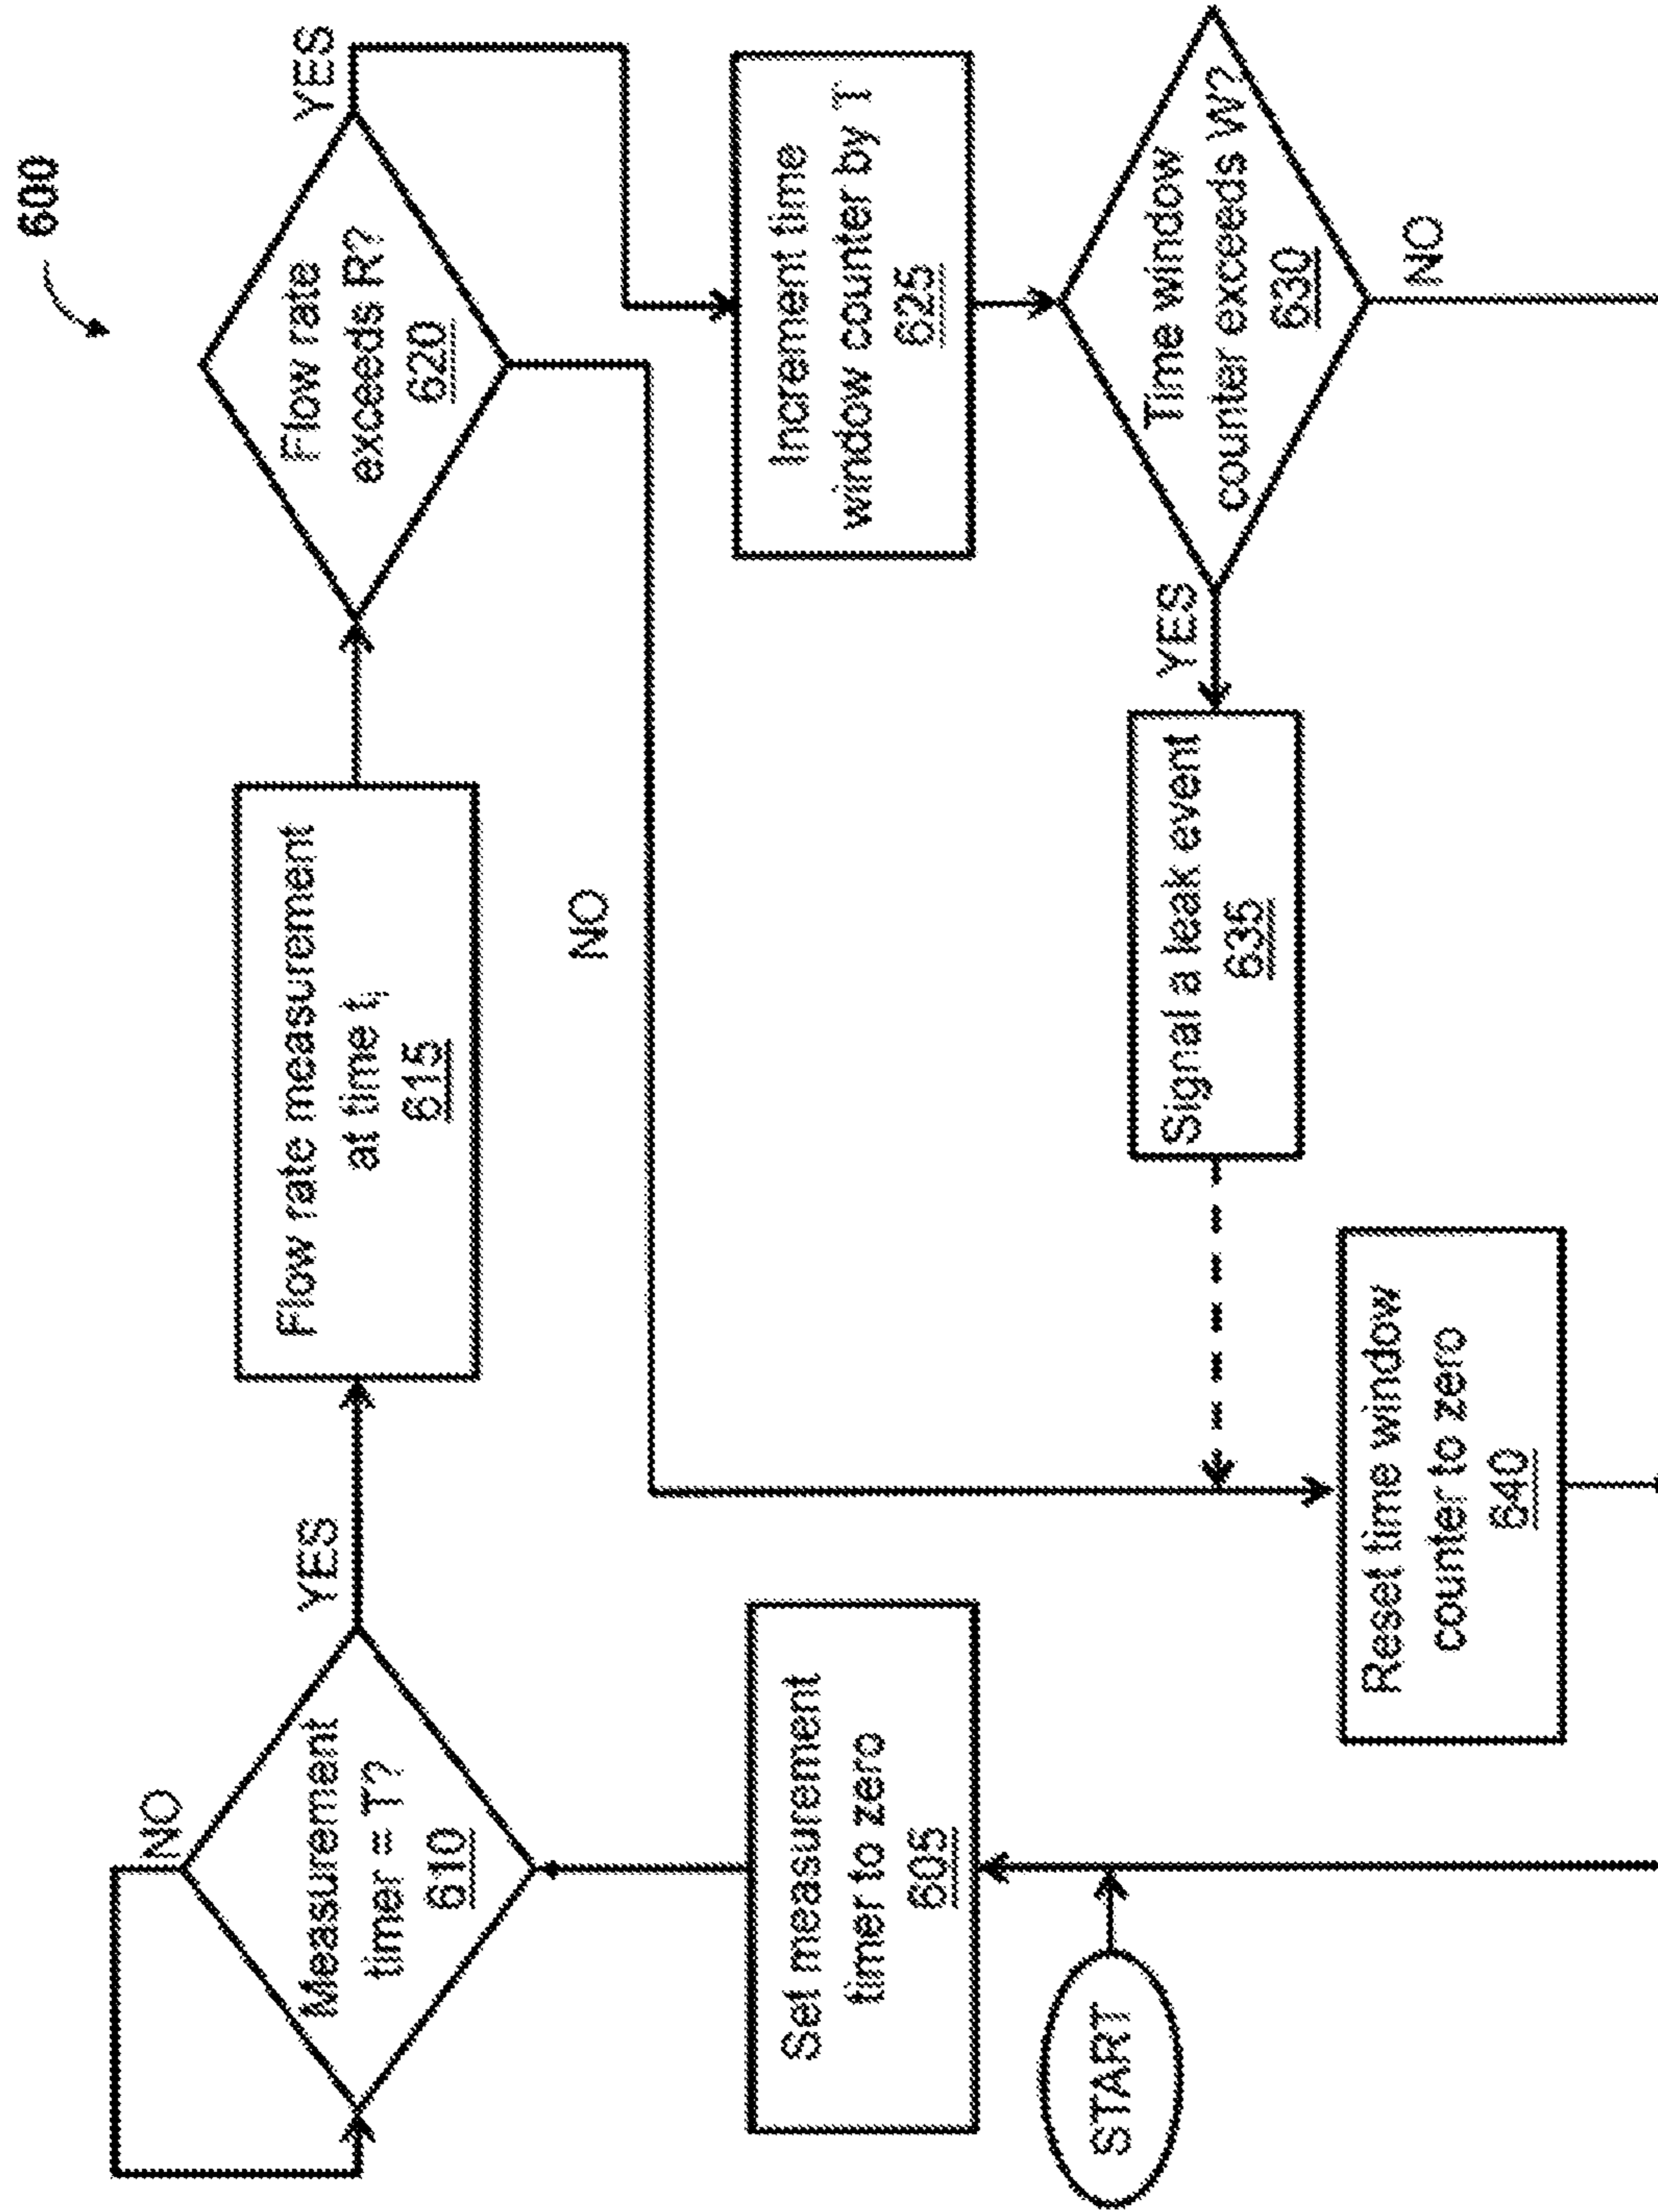 600
NO
Measurement
timer = T?
610
YES
Flow rate measurement
at time tᵢ
615
Flow rate
exceeds R?
620
YES
NO
Set measurement
timer to zero
605
START
Increment time
window counter by T
625
Time window
counter exceeds W?
630
YES
NO
Signal a leak event
635
Reset time window
counter to zero
640